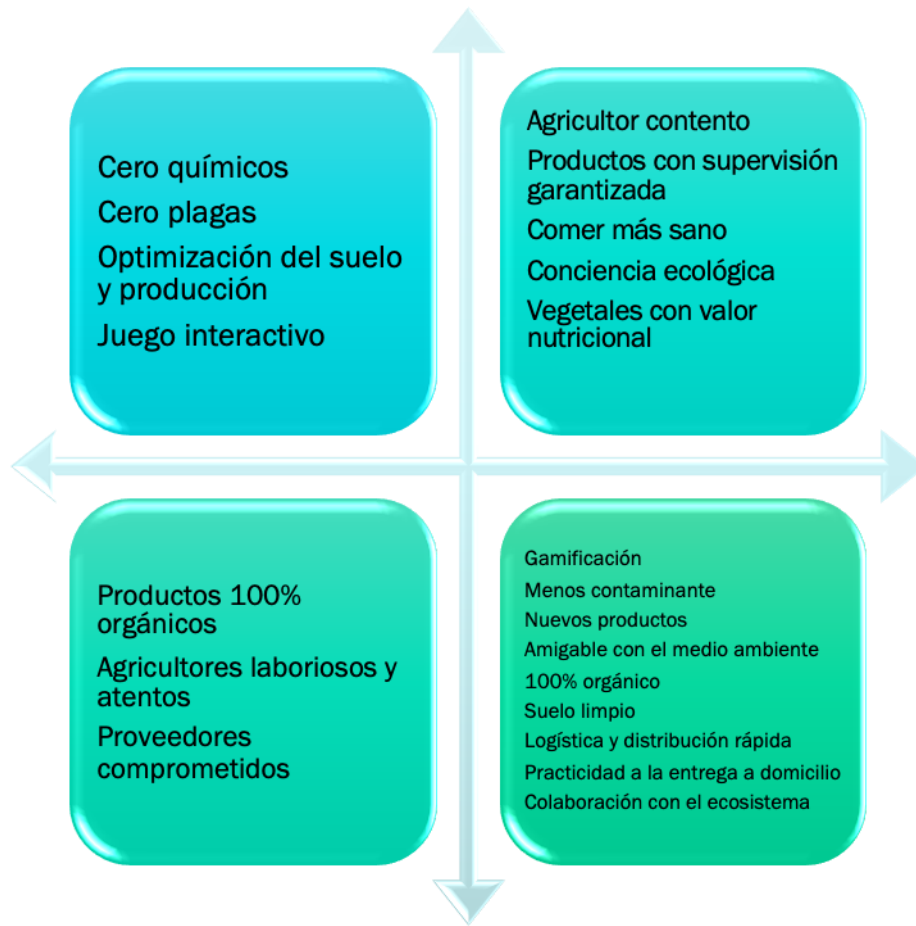 Cero químicos
Cero plagas
Optimización del suelo
y producción
Juego interactivo
Agricultor contento
Productos con supervisión
garantizada
Comer más sano
Conciencia ecológica
Vegetales con valor
nutricional
Productos 100%
orgánicos
Agricultores laboriosos y
atentos
Proveedores
comprometidos
Gamificación
Menos contaminante
Nuevos productos
Amigable con el medio ambiente
100% orgánico
Suelo limpio
Logística y distribución rápida
Practicidad a la entrega a domicilio
Colaboración con el ecosistema